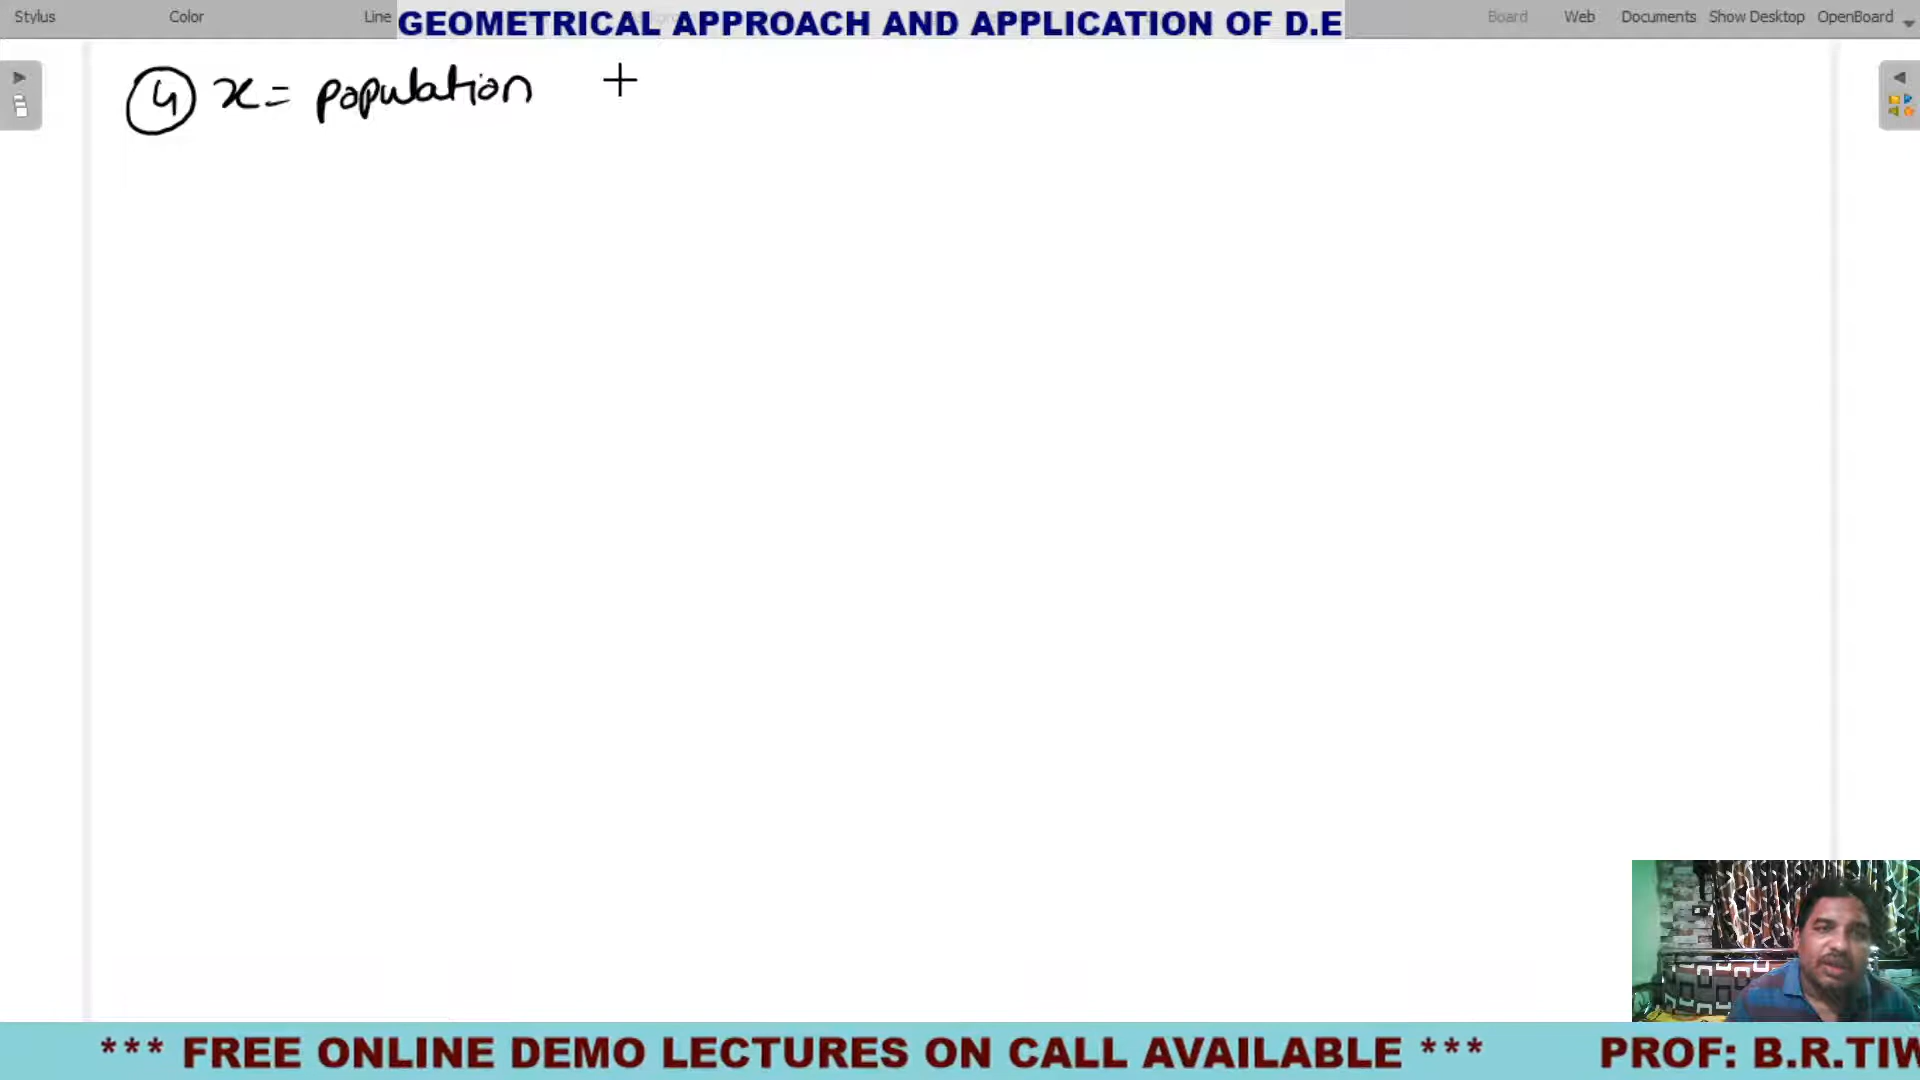 Stylus Color Line GEOMETRICAL APPROACH AND APPLICATION OF D.E Board Web Documents Show Desktop OpenBoard
④ x = population
*** FREE ONLINE DEMO LECTURES ON CALL AVAILABLE *** PROF: B.R.TIW